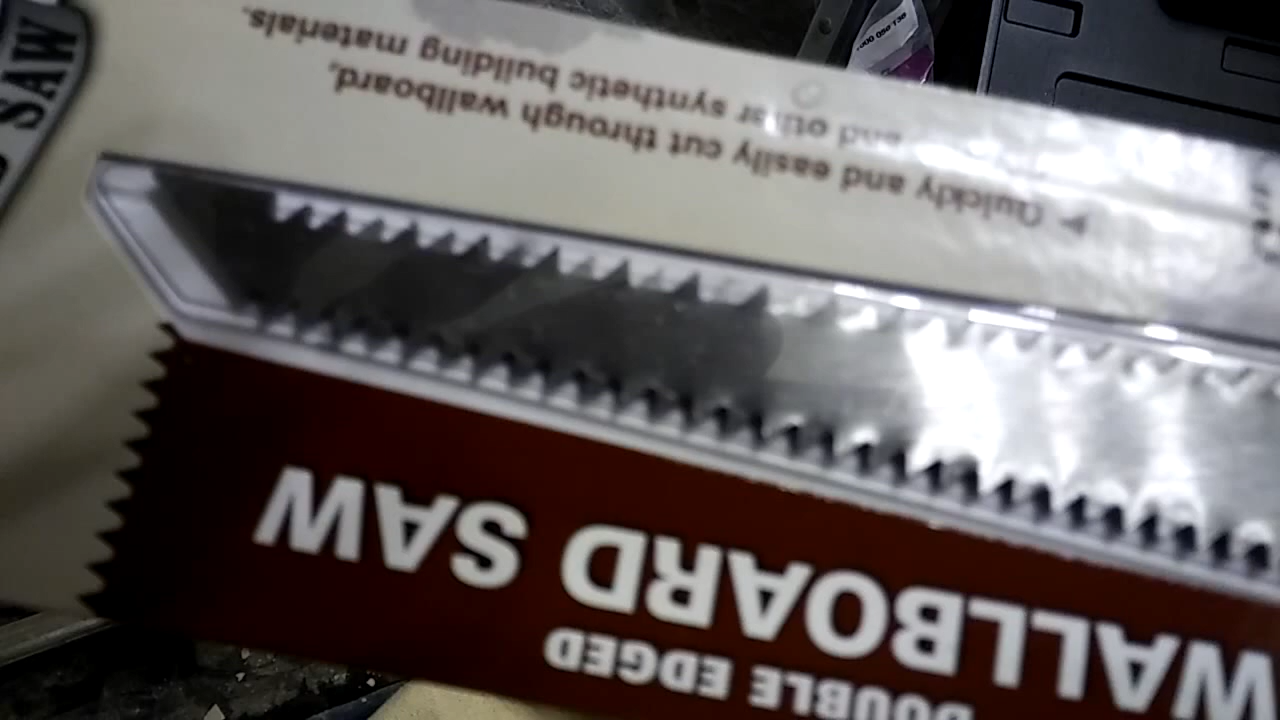 DOUBLE EDGED
WALLBOARD SAW
Quickly and easily cut through wallboard,
and other synthetic building materials.
SAW